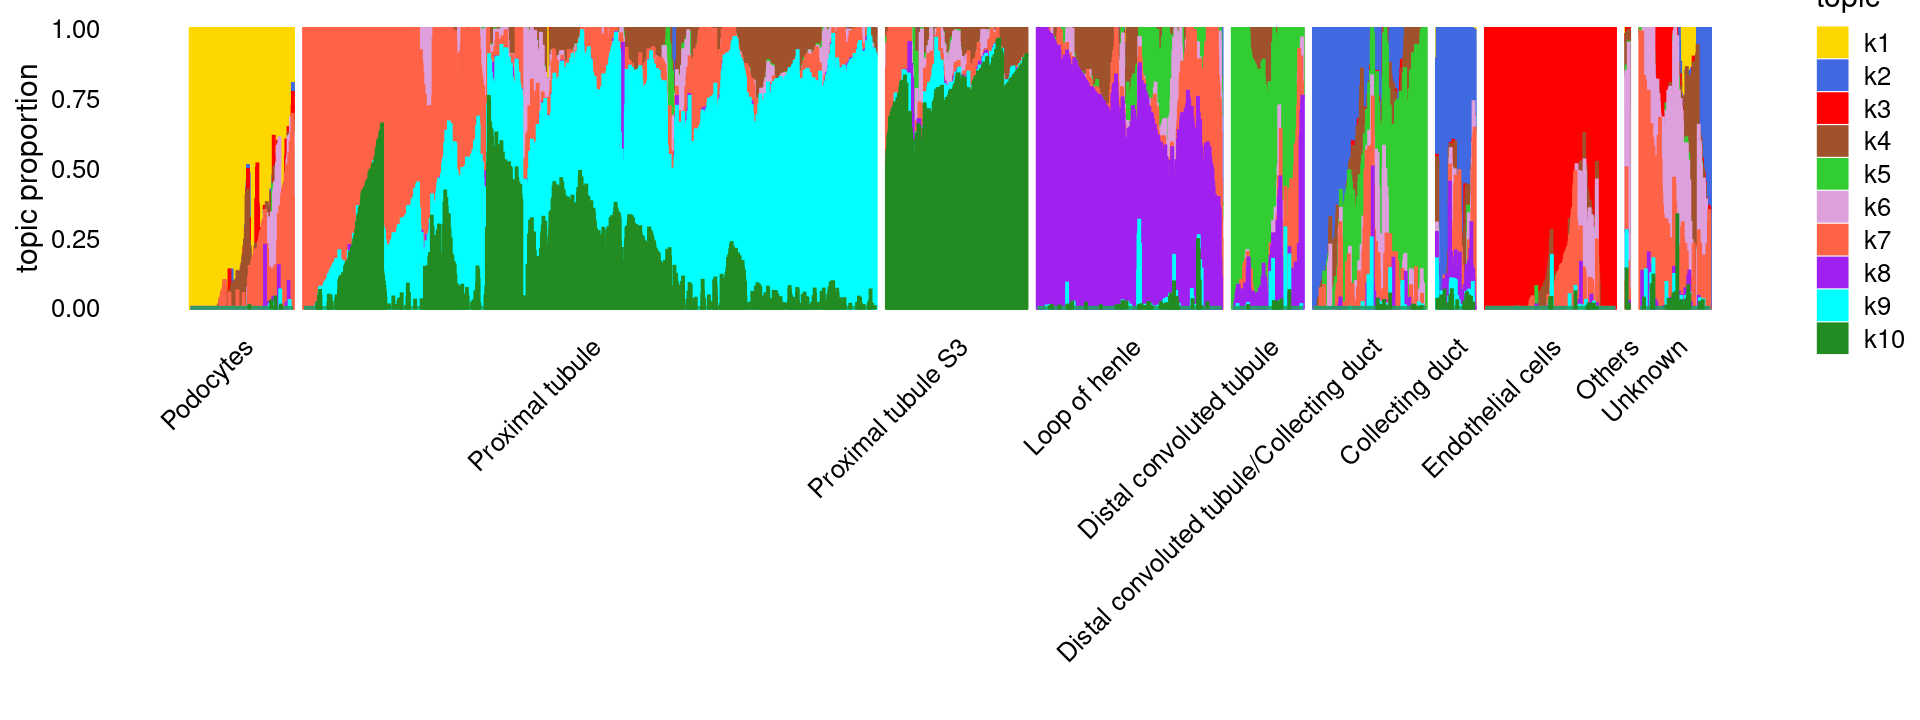 topic
k1
k2
k3
k4
k5
k6
k7
k8
k9
k10
topic proportion
1.00
0.75
0.50
0.25
0.00
Podocytes
Proximal tubule
Proximal tubule S3
Loop of henle
Distal convoluted tubule
Distal convoluted tubule/Collecting duct
Collecting duct
Endothelial cells
Others
Unknown